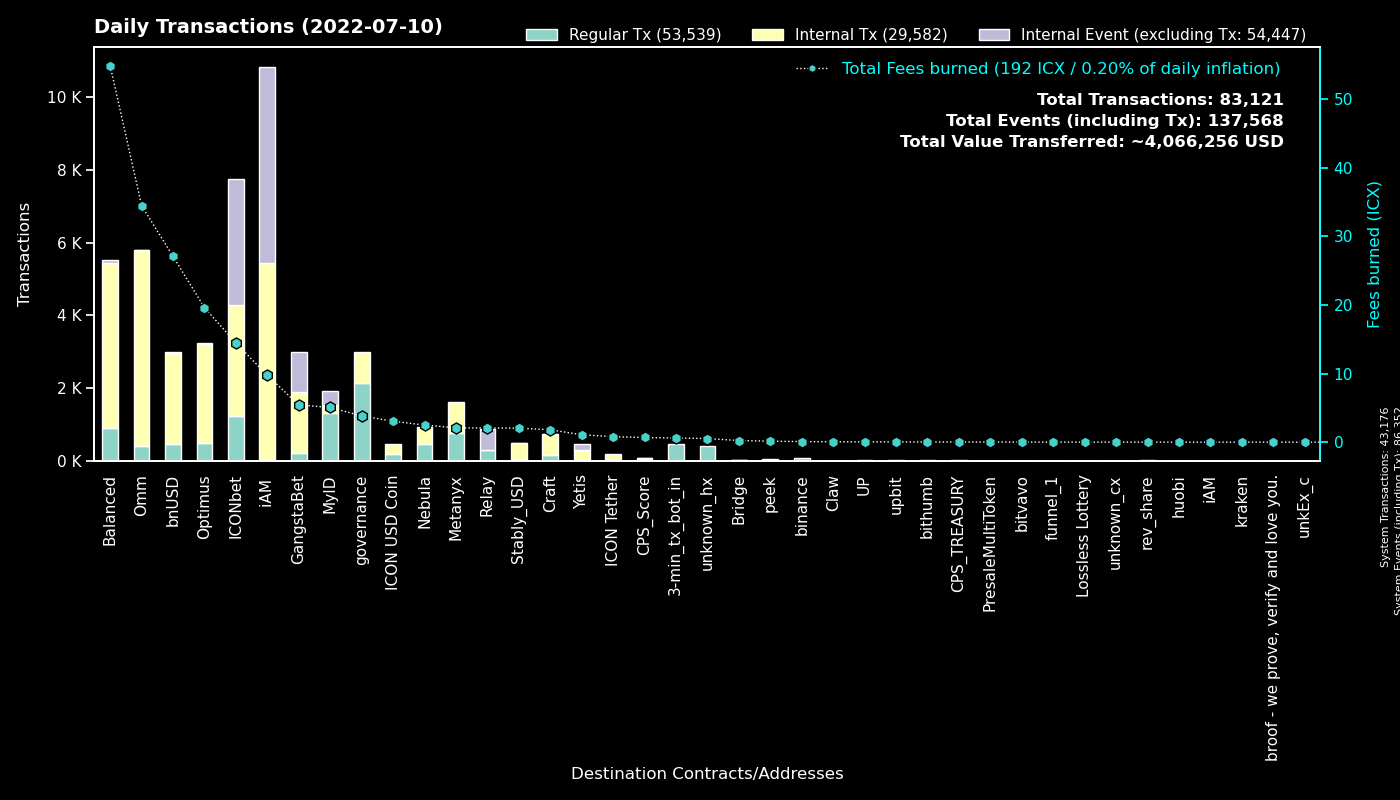 Daily Transactions (2022-07-10)
Regular Tx (53,539)
Internal Tx (29,582)
Internal Event (excluding Tx: 54,447)
Total Fees burned (192 ICX / 0.20% of daily inflation)
Total Transactions: 83,121
Total Events (including Tx): 137,568
Total Value Transferred: ~4,066,256 USD
Transactions
10 K
8 K
6 K
4 K
2 K
0 K
50
40
30
20
10
0
Fees burned (ICX)
Balanced
Omm
bnUSD
Optimus
ICONbet
iAM
GangstaBet
MyID
governance
ICON USD Coin
Nebula
Metanyx
Relay
Stably_USD
Craft
Yetis
ICON Tether
CPS_Score
3-min_tx_bot_in
unknown_hx
Bridge
peek
binance
Claw
UP
upbit
bithumb
CPS_TREASURY
PresaleMultiToken
bitvavo
funnel_1
Lossless Lottery
unknown_cx
rev_share
huobi
iAM
kraken
broof - we prove, verify and love you.
unkEx_c
Destination Contracts/Addresses
System Transactions: 43,176
System Events (including Tx): 86,352